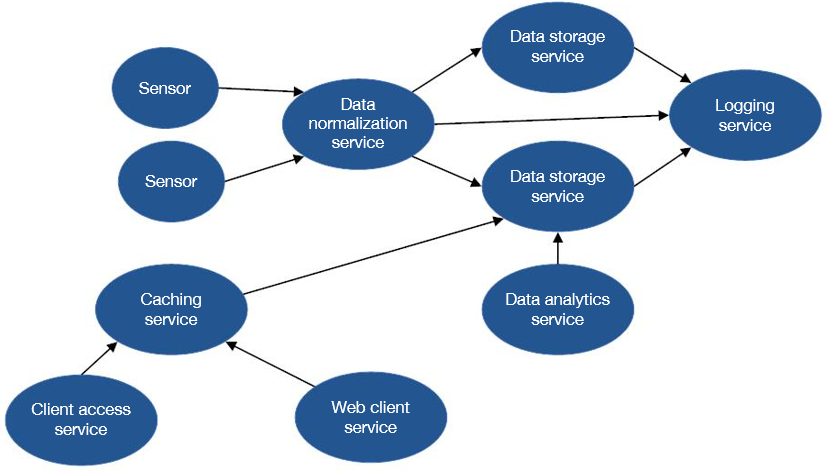 Data storage
service
Sensor
Data
normalization
service
Logging
service
Sensor
Data storage
service
Caching
service
Data analytics
service
Client access
service
Web client
service